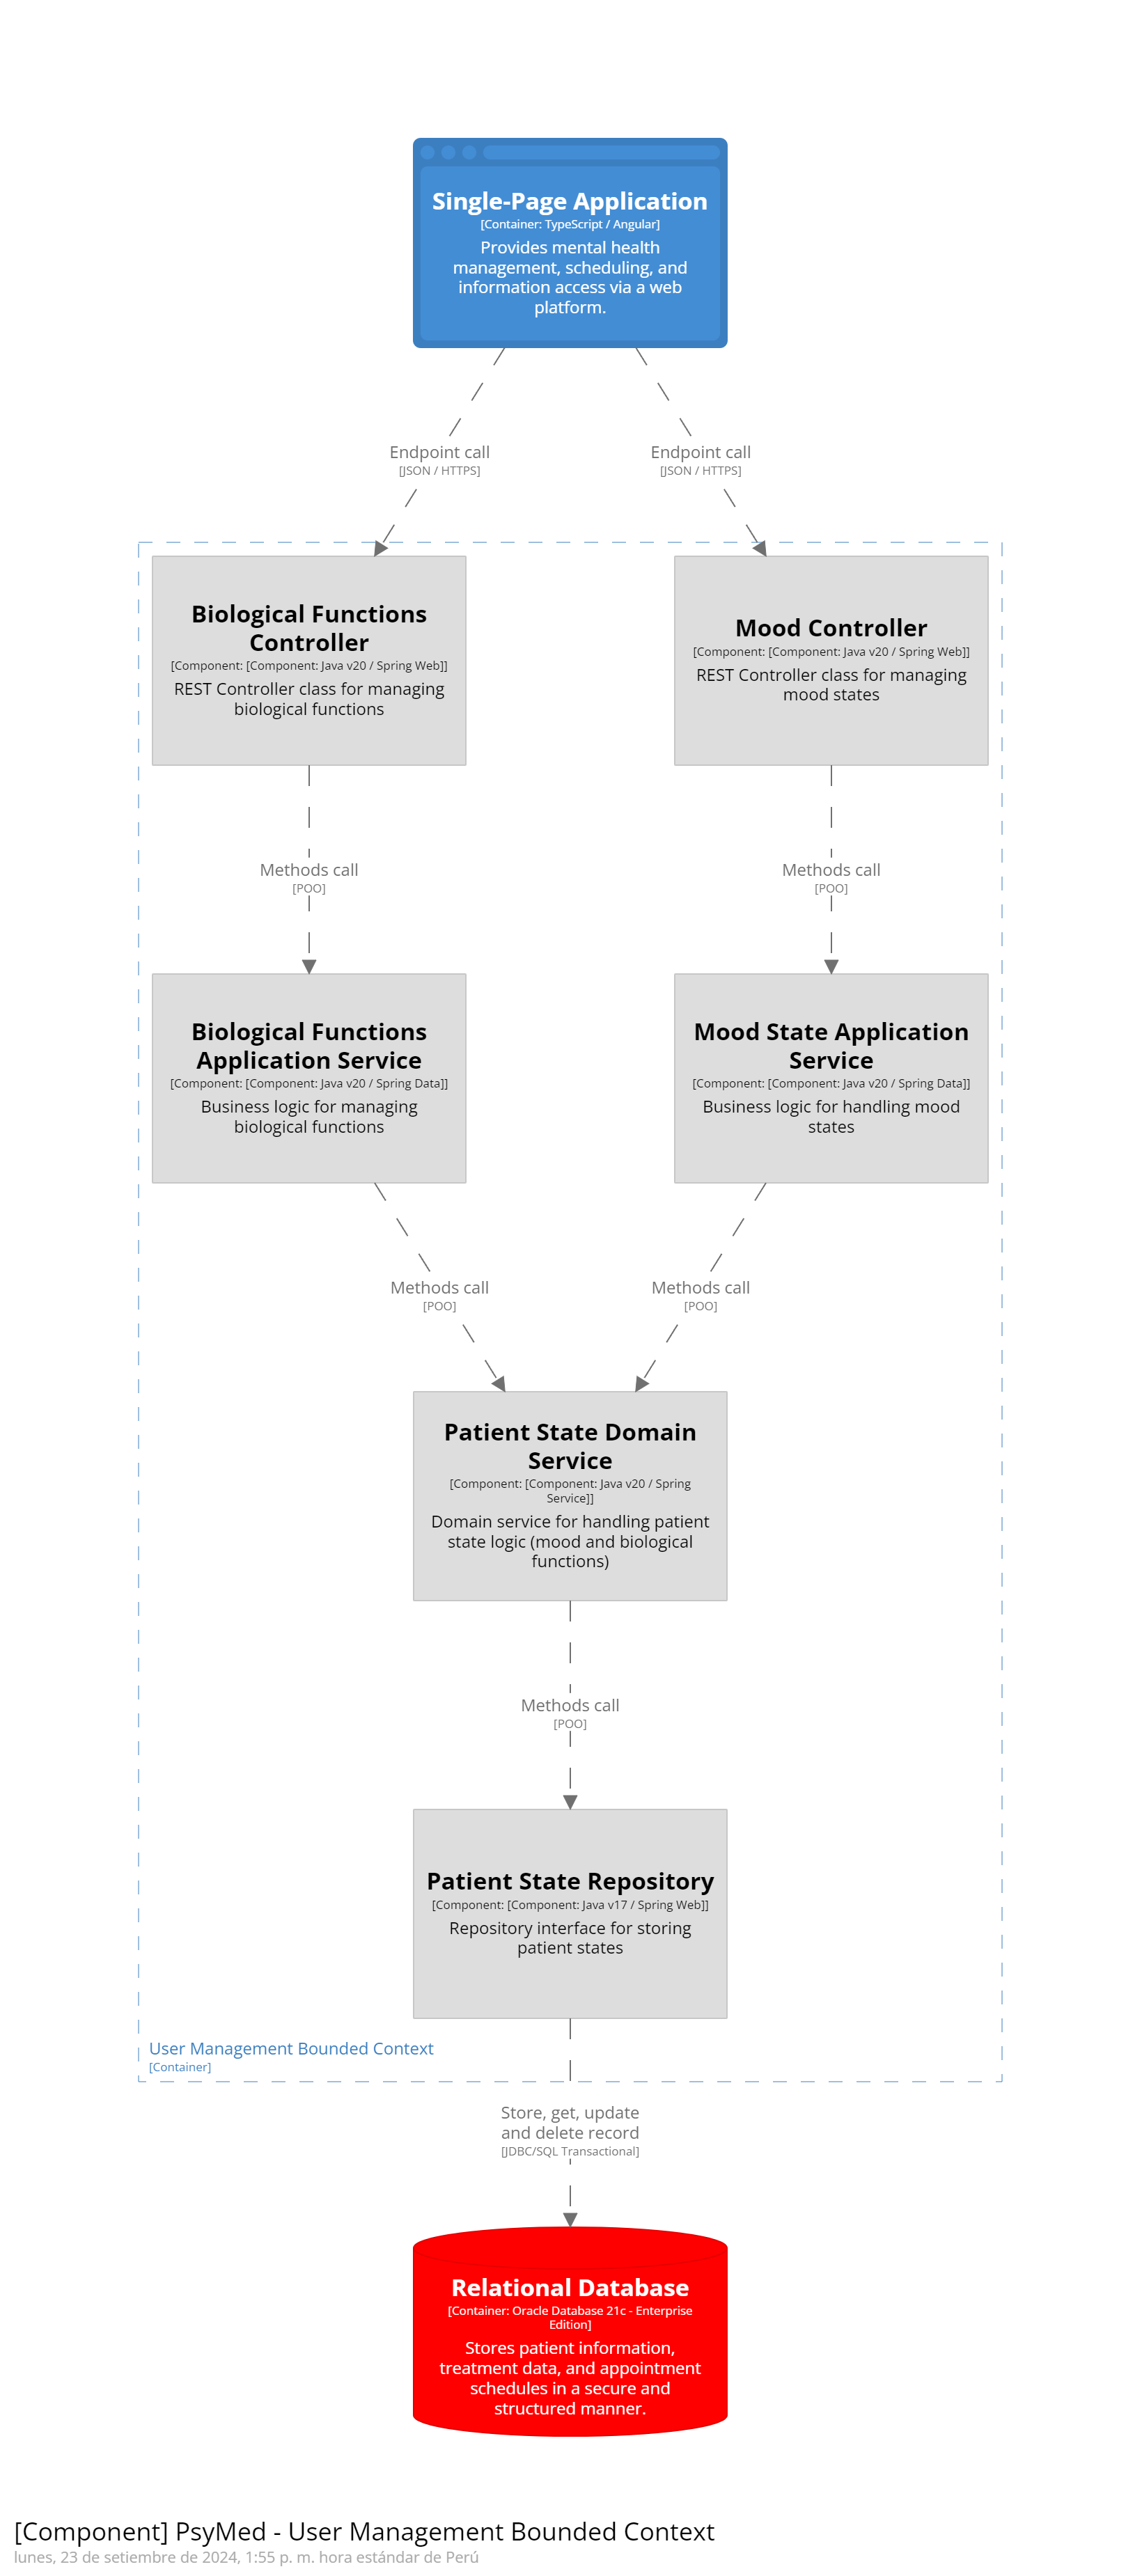 Single-Page Application
[Container: TypeScript / Angular]
Provides mental health
management, scheduling, and
information access via a web
platform.
Endpoint call
[JSON / HTTPS]
Endpoint call
[JSON / HTTPS]
Biological Functions
Controller
[Component: [Component: Java v20 / Spring Web]]
REST Controller class for managing
biological functions
Mood Controller
[Component: [Component: Java v20 / Spring Web]]
REST Controller class for managing
mood states
Methods call
[POO]
Methods call
[POO]
Biological Functions
Application Service
[Component: [Component: Java v20 / Spring Data]]
Business logic for managing
biological functions
Mood State Application
Service
[Component: [Component: Java v20 / Spring Data]]
Business logic for handling mood
states
Methods call
[POO]
Methods call
[POO]
Patient State Domain
Service
[Component: [Component: Java v20 / Spring
Service]]
Domain service for handling patient
state logic (mood and biological
functions)
Methods call
[POO]
Patient State Repository
[Component: [Component: Java v17 / Spring Web]]
Repository interface for storing
patient states
User Management Bounded Context
[Container]
Store, get, update
and delete record
[JDBC/SQL Transactional]
Relational Database
[Container: Oracle Database 21c - Enterprise
Edition]
Stores patient information,
treatment data, and appointment
schedules in a secure and
structured manner.
[Component] PsyMed - User Management Bounded Context
lunes, 23 de setiembre de 2024, 1:55 p. m. hora estándar de Perú